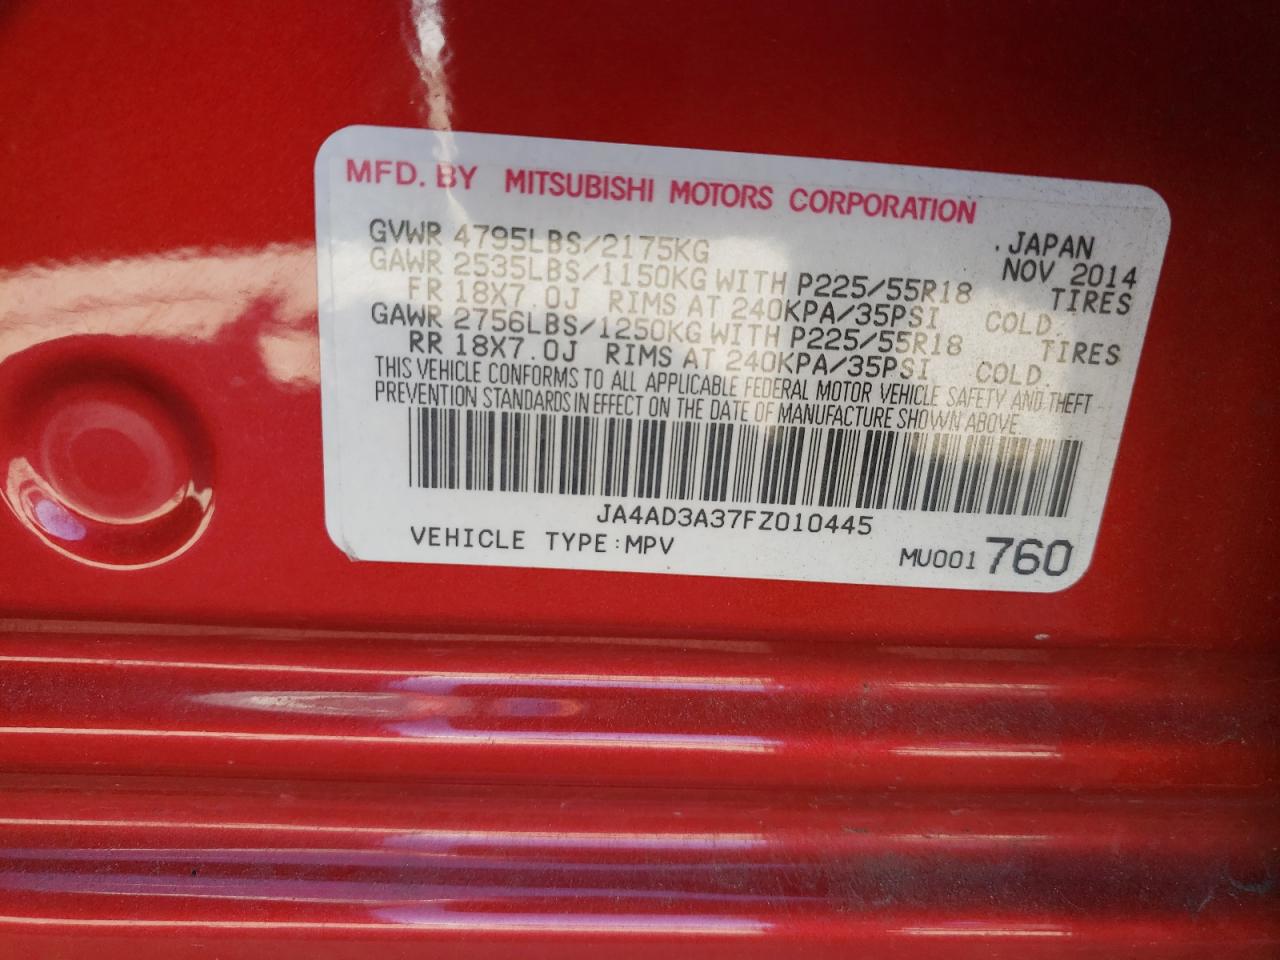 MFD. BY MITSUBISHI MOTORS CORPORATION
.JAPAN
GVWR 4795LBS/2175KG NOV 2014
GAWR 2535LBS/1150KG WITH P225/55R18 TIRES
FR 18X7.0J RIMS AT 240KPA/35PSI COLD.
GAWR 2756LBS/1250KG WITH P225/55R18 TIRES
RR 18X7.0J RIMS AT 240KPA/35PSI COLD.
THIS VEHICLE CONFORMS TO ALL APPLICABLE FEDERAL MOTOR VEHICLE SAFETY AND THEFT
PREVENTION STANDARDS IN EFFECT ON THE DATE OF MANUFACTURE SHOWN ABOVE.
JA4AD3A37FZ010445
VEHICLE TYPE:MPV MU001 760